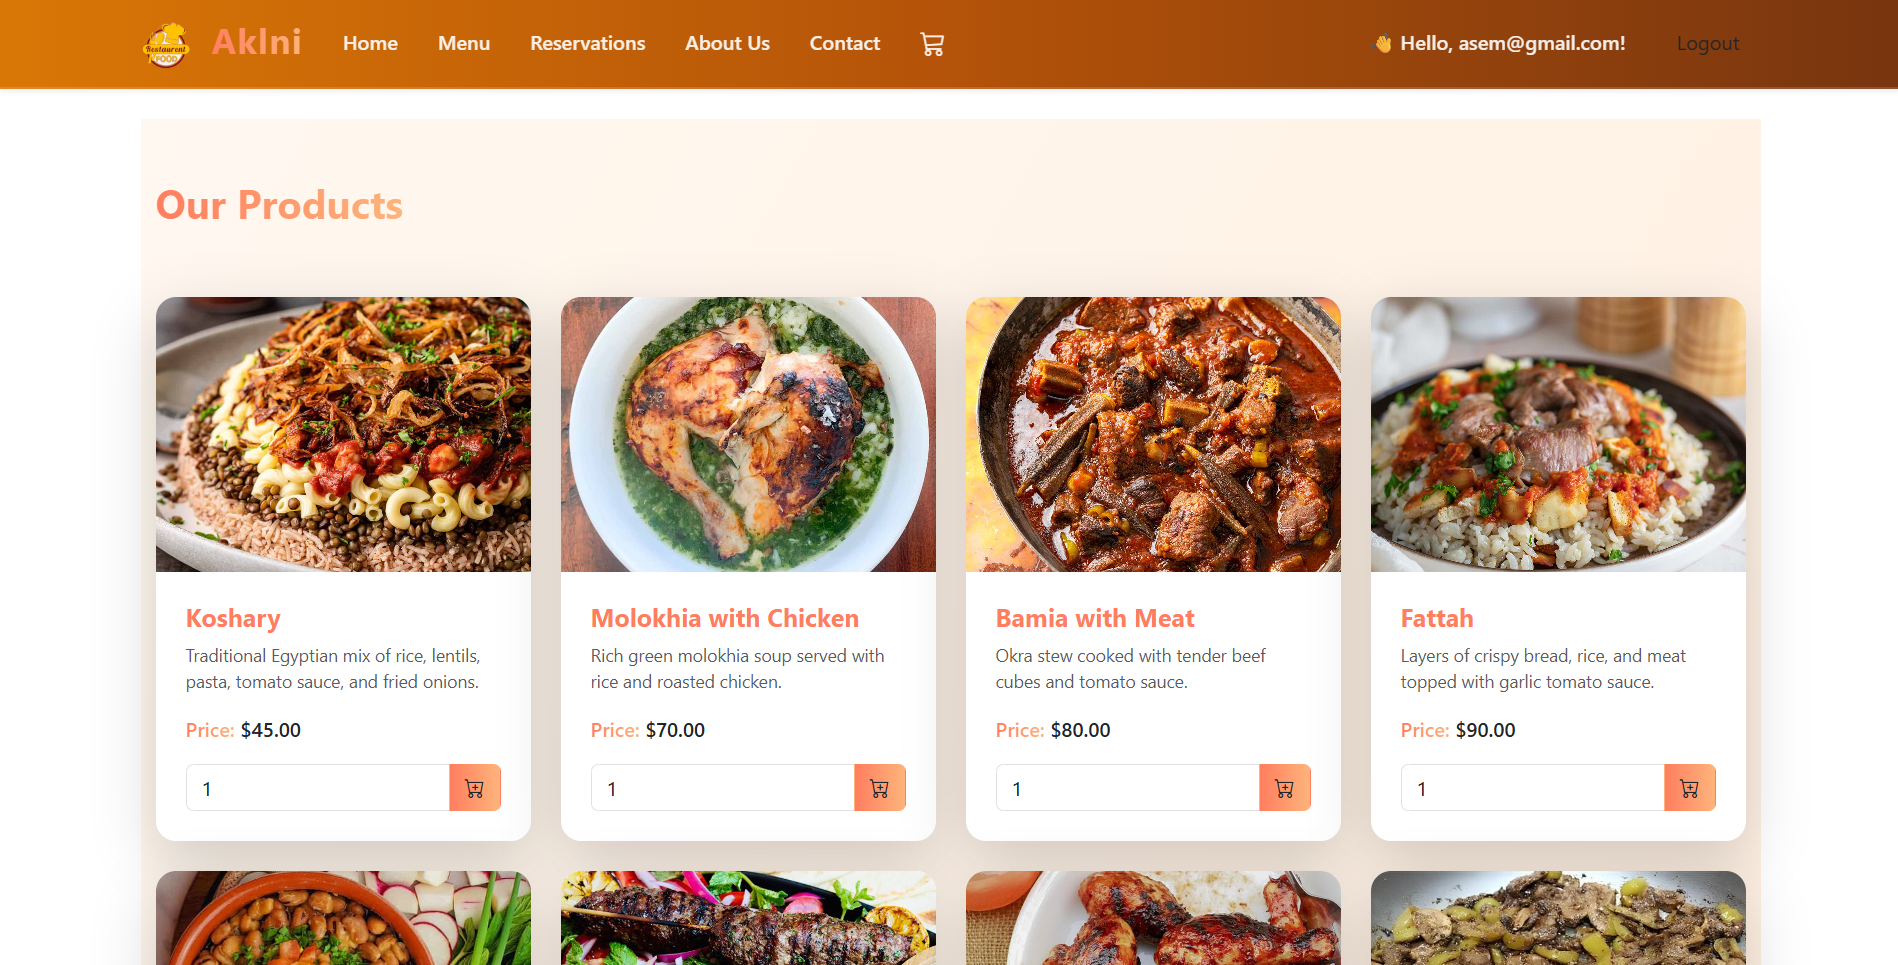 Restaurent
FOOD
Aklni
Home
Menu
Reservations
About Us
Contact
👋 Hello, asem@gmail.com!
Logout
Our Products
Koshary
Traditional Egyptian mix of rice, lentils,
pasta, tomato sauce, and fried onions.
Price: $45.00
1
Molokhia with Chicken
Rich green molokhia soup served with
rice and roasted chicken.
Price: $70.00
1
Bamia with Meat
Okra stew cooked with tender beef
cubes and tomato sauce.
Price: $80.00
1
Fattah
Layers of crispy bread, rice, and meat
topped with garlic tomato sauce.
Price: $90.00
1